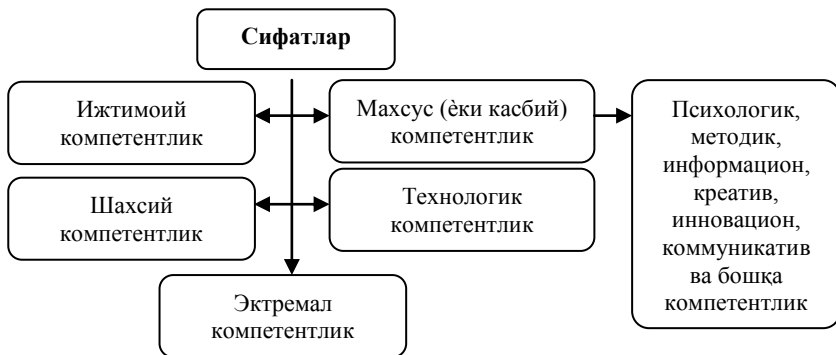 Сифатлар
Ижтимоий
компетентлик
Махсус (ѐки касбий)
компетентлик
Шахсий
компетентлик
Технологик
компетентлик
Эктремал
компетентлик
Психологик,
методик,
информацион,
креатив,
инновацион,
коммуникатив
ва бошқа
компетентлик